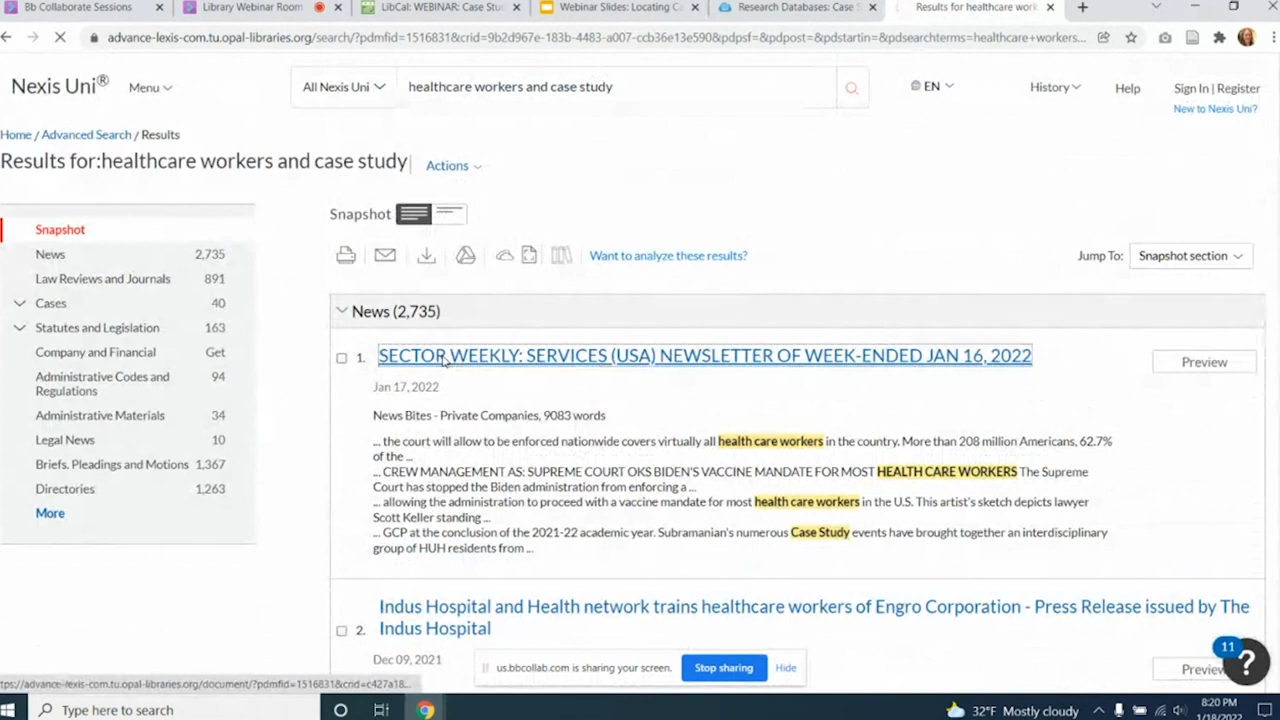 Bb Collaborate Sessions
Library Webinar Room
LibCal: WEBINAR: Case Stu
Webinar Slides: Locating Ca
Research Databases: Case S
Results for healthcare work
advance-lexis-com.tu.opal-libraries.org/search/?pdmfid=1516831&crid=9b2d967e-183b-4483-a007-ccb36e13e590&pdpsf=&pdpost=&pdstartin=&pdsearchterms=healthcare+workers...
Nexis Uni®
Menu
All Nexis Uni
healthcare workers and case study
EN
History
Help
Sign In | Register
New to Nexis Uni?
Home / Advanced Search / Results
Results for:healthcare workers and case study
Actions
Snapshot
News 2,735
Law Reviews and Journals 891
Cases 40
Statutes and Legislation 163
Company and Financial Get
Administrative Codes and
Regulations 94
Administrative Materials 34
Legal News 10
Briefs, Pleadings and Motions 1,367
Directories 1,263
More
Snapshot
Want to analyze these results?
Jump To: Snapshot section
News (2,735)
1. SECTOR WEEKLY: SERVICES (USA) NEWSLETTER OF WEEK-ENDED JAN 16, 2022
Preview
Jan 17, 2022
News Bites - Private Companies, 9083 words
... the court will allow to be enforced nationwide covers virtually all health care workers in the country. More than 208 million Americans, 62.7%
of the ...
... CREW MANAGEMENT AS: SUPREME COURT OKS BIDEN'S VACCINE MANDATE FOR MOST HEALTH CARE WORKERS The Supreme
Court has stopped the Biden administration from enforcing a ...
... allowing the administration to proceed with a vaccine mandate for most health care workers in the U.S. This artist's sketch depicts lawyer
Scott Keller standing ...
... GCP at the conclusion of the 2021-22 academic year. Subramanian's numerous Case Study events have brought together an interdisciplinary
group of HUH residents from ...
2. Indus Hospital and Health network trains healthcare workers of Engro Corporation - Press Release issued by The
Indus Hospital
Dec 09, 2021
Preview
11
?
us.bbcollab.com is sharing your screen.
Stop sharing
Hide
tps://advance-lexis-com.tu.opal-libraries.org/document/?pdmfid=1516831&crid=c427a18...
Type here to search
32°F Mostly cloudy
8:20 PM
1/18/2022